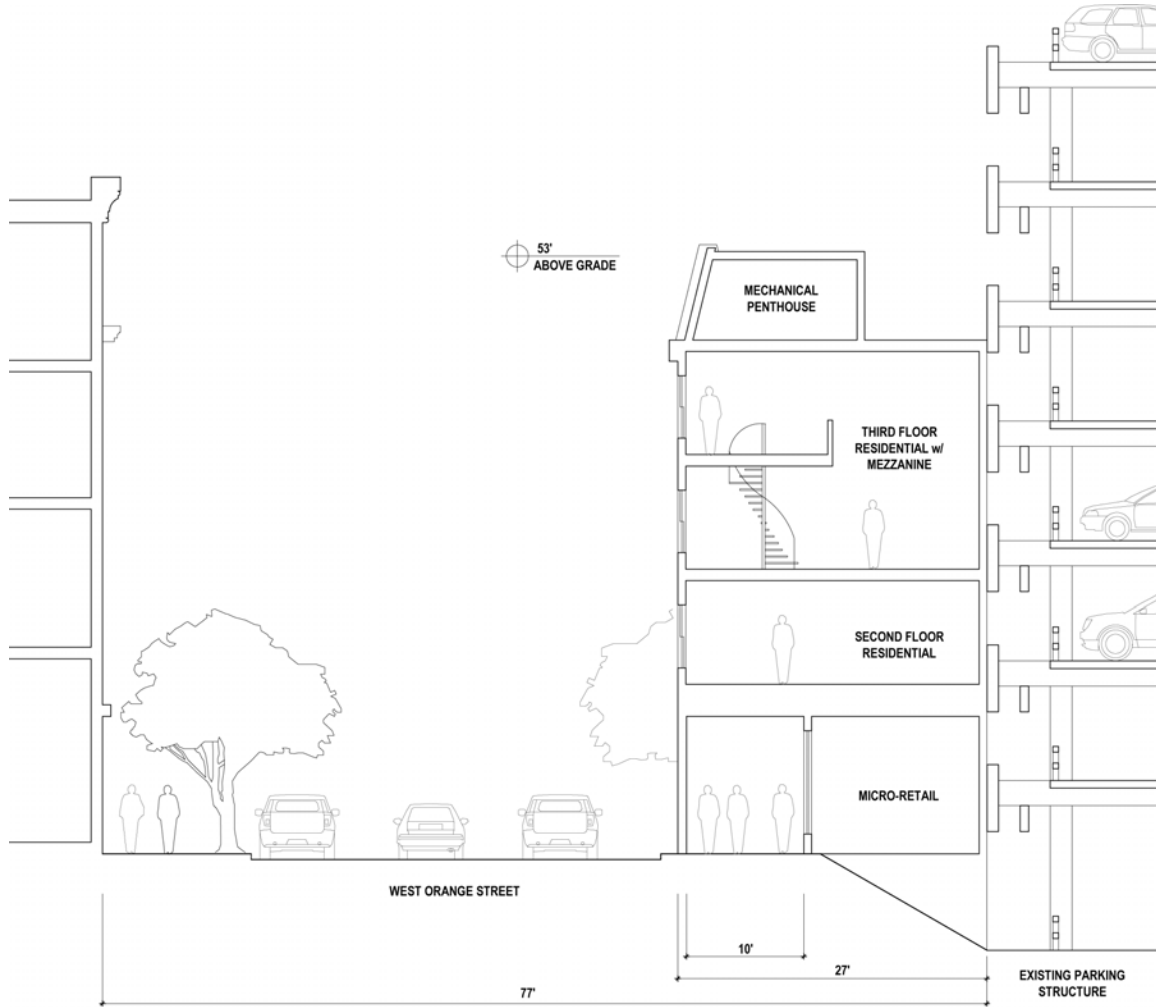 53'
ABOVE GRADE
MECHANICAL
PENTHOUSE
THIRD FLOOR
RESIDENTIAL w/
MEZZANINE
SECOND FLOOR
RESIDENTIAL
MICRO-RETAIL
WEST ORANGE STREET
10'
27'
77'
EXISTING PARKING
STRUCTURE